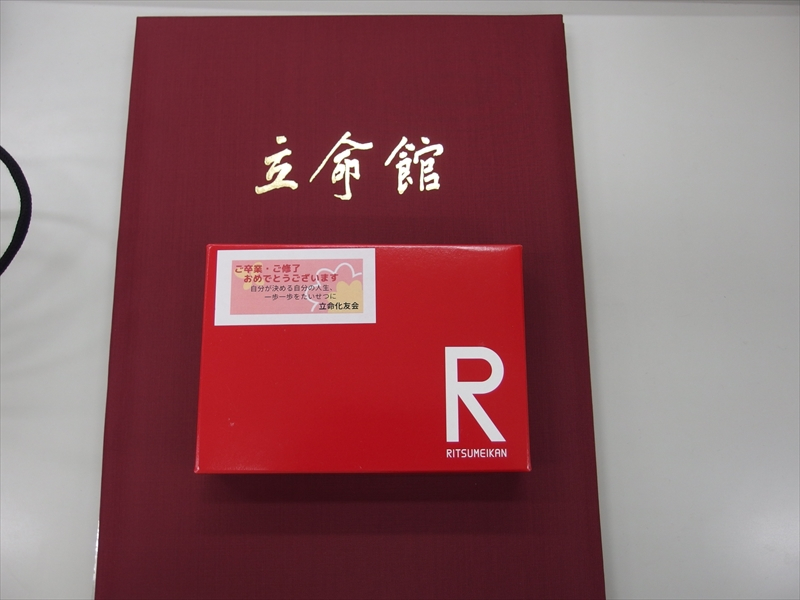 立命館
ご卒業・ご修了
おめでとうございます
自分が決める自分の人生、
一歩一歩をたいせつに
立命化友会
R
RITSUMEIKAN